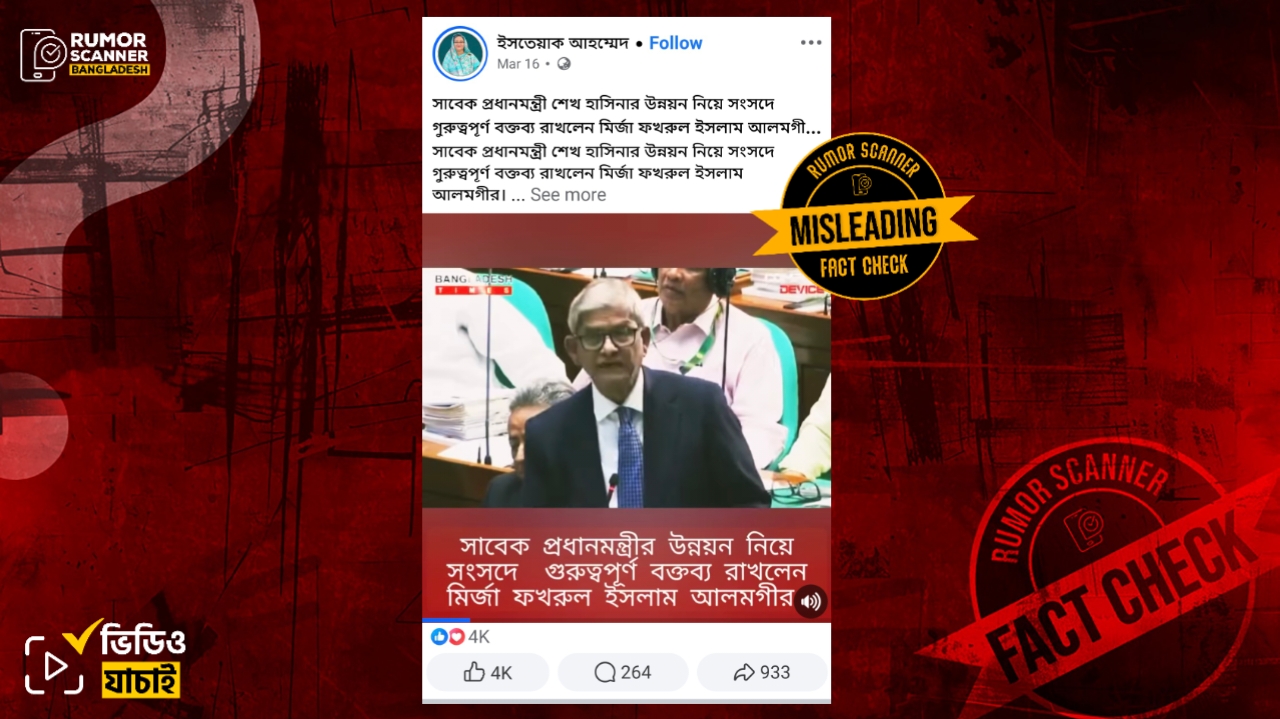 RUMOR
SCANNER
BANGLADESH
ইসতেয়াক আহম্মেদ • Follow
Mar 16 •
সাবেক প্রধানমন্ত্রী শেখ হাসিনার উন্নয়ন নিয়ে সংসদে
গুরুত্বপূর্ণ বক্তব্য রাখলেন মির্জা ফখরুল ইসলাম আলমগী...
সাবেক প্রধানমন্ত্রী শেখ হাসিনার উন্নয়ন নিয়ে সংসদে
গুরুত্বপূর্ণ বক্তব্য রাখলেন মির্জা ফখরুল ইসলাম
আলমগীর। ... See more
RUMOR SCANNER
MISLEADING
FACT CHECK
BANGLADESH
TIMES
DEVICE
সাবেক প্রধানমন্ত্রীর উন্নয়ন নিয়ে
সংসদে গুরুত্বপূর্ণ বক্তব্য রাখলেন
মির্জা ফখরুল ইসলাম আলমগীর
4K
4K 264 933
ভিডিও
যাচাই
RUMOR SCANNER
FACT CHECK